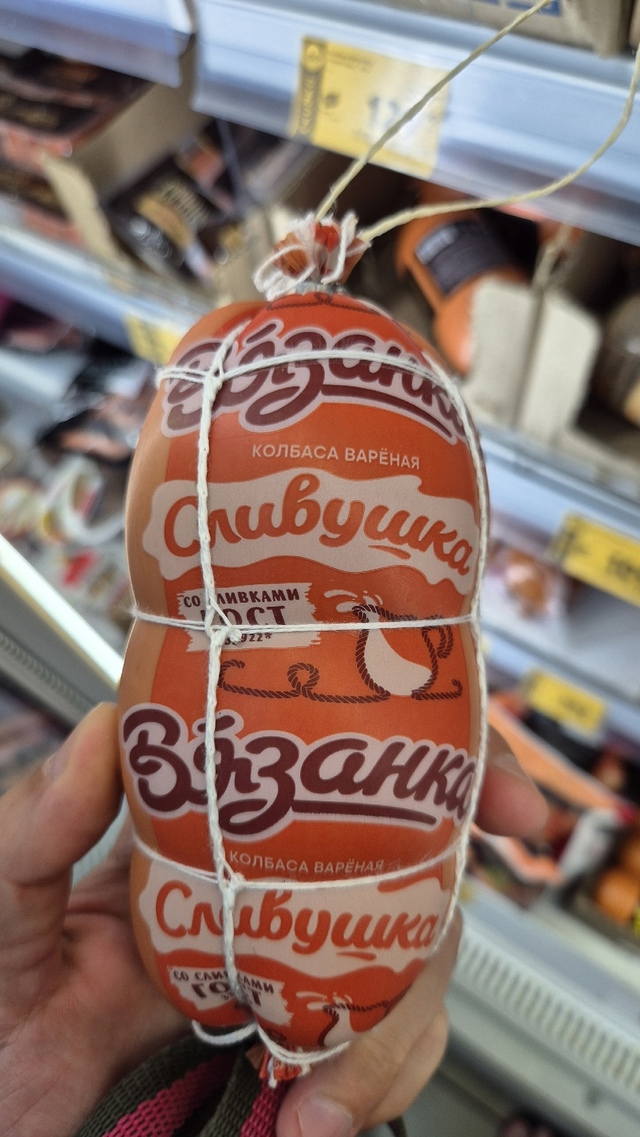 Вязанка
КОЛБАСА ВАРЁНАЯ
Сливушка
СО СЛИВКАМИ
ГОСТ
Вязанка
КОЛБАСА ВАРЁНАЯ
Сливушка
СО СЛИВКАМИ
ГОСТ